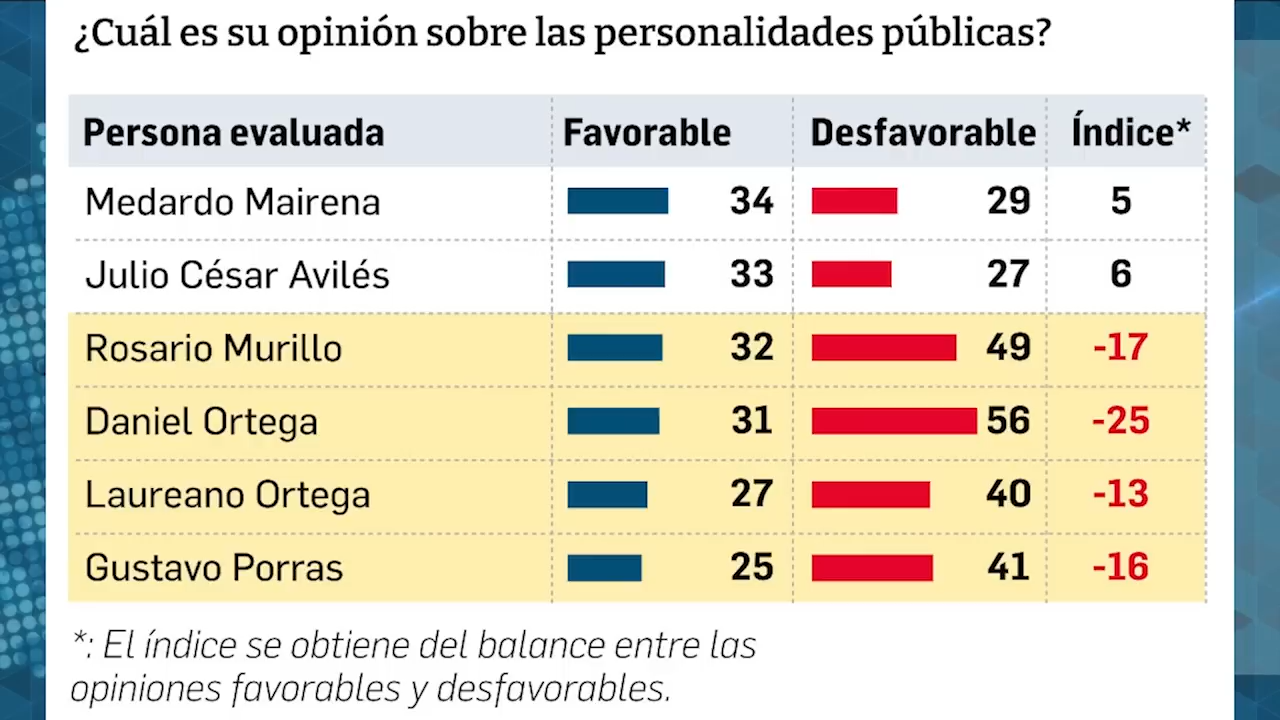 ¿Cuál es su opinión sobre las personalidades públicas?
Persona evaluada Favorable Desfavorable Índice*
Medardo Mairena 34 29 5
Julio César Avilés 33 27 6
Rosario Murillo 32 49 -17
Daniel Ortega 31 56 -25
Laureano Ortega 27 40 -13
Gustavo Porras 25 41 -16
*: El índice se obtiene del balance entre las
opiniones favorables y desfavorables.